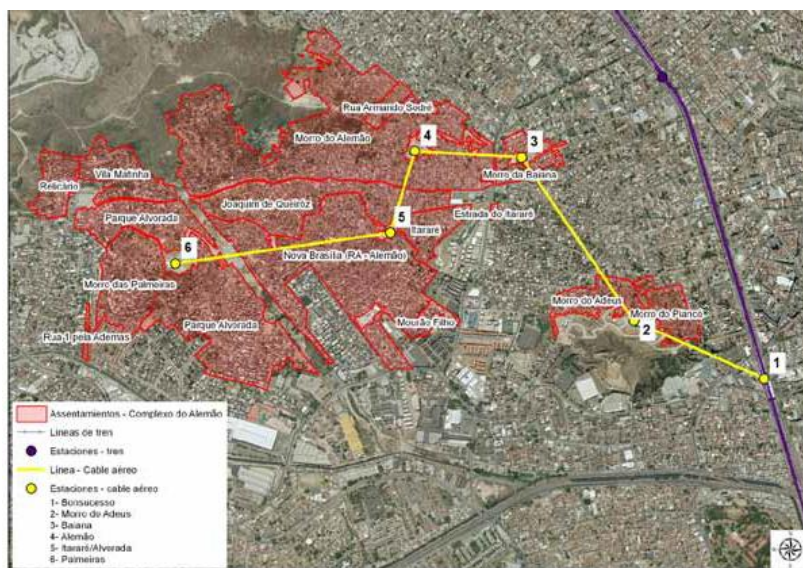 Rua Armando Sodré
4
Morro do Alemão
3
Morro da Baiana
Vila Matinha
Relicário
Joaquim de Queiróz
Parque Alvorada
Estrada do Itararé
5
Itararé
6
Nova Brasília (RA - Alemão)
Morro das Palmeiras
Morro do Adeus
Morro do Piancó
2
Parque Alvorada
Mourão Filho
Rua 1 pela Ademas
1
Assentamientos - Complexo do Alemão
Lineas de tren
Estaciones - tren
Línea - Cable aéreo
Estaciones - cable aéreo
1- Bonsucesso
2- Morro do Adeus
3- Baiana
4- Alemão
5- Itararé/Alvorada
6- Palmeiras